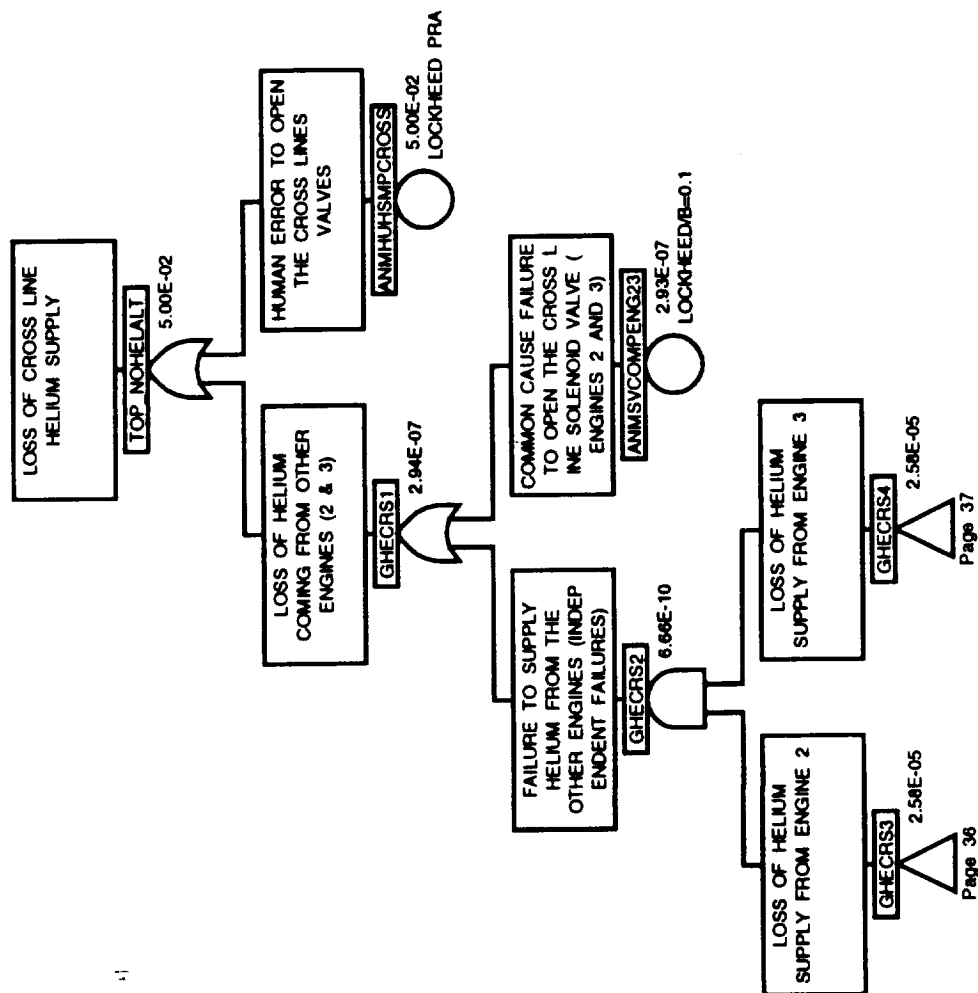 LOSS OF CROSS LINE
HELIUM SUPPLY
TOP_NOHELALT
5.00E-02
LOSS OF HELIUM
COMING FROM OTHER
ENGINES (2 & 3)
GHECRS1
2.94E-07
HUMAN ERROR TO OPEN
THE CROSS LINES
VALVES
ANMHUHSMPCROSS
5.00E-02
LOCKHEED PRA
FAILURE TO SUPPLY
HELIUM FROM THE
OTHER ENGINES (INDEP
ENDENT FAILURES)
GHECRS2
6.66E-10
COMMON CAUSE FAILURE
TO OPEN THE CROSS L
INE SOLENOID VALVE (
ENGINES 2 AND 3)
ANMSVCOMPENG23
2.93E-07
LOCKHEED/B=0.1
LOSS OF HELIUM
SUPPLY FROM ENGINE 2
GHECRS3
2.58E-05
Page 36
LOSS OF HELIUM
SUPPLY FROM ENGINE 3
GHECRS4
2.58E-05
Page 37